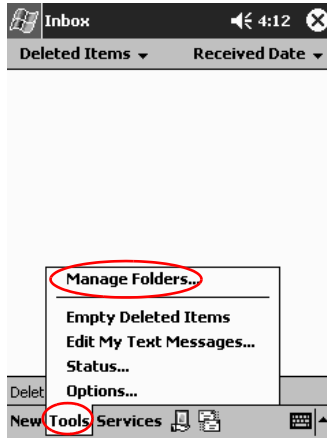 Inbox 4:12
Deleted Items Received Date
Manage Folders...
Empty Deleted Items
Edit My Text Messages...
Status...
Delet Options...
New Tools Services